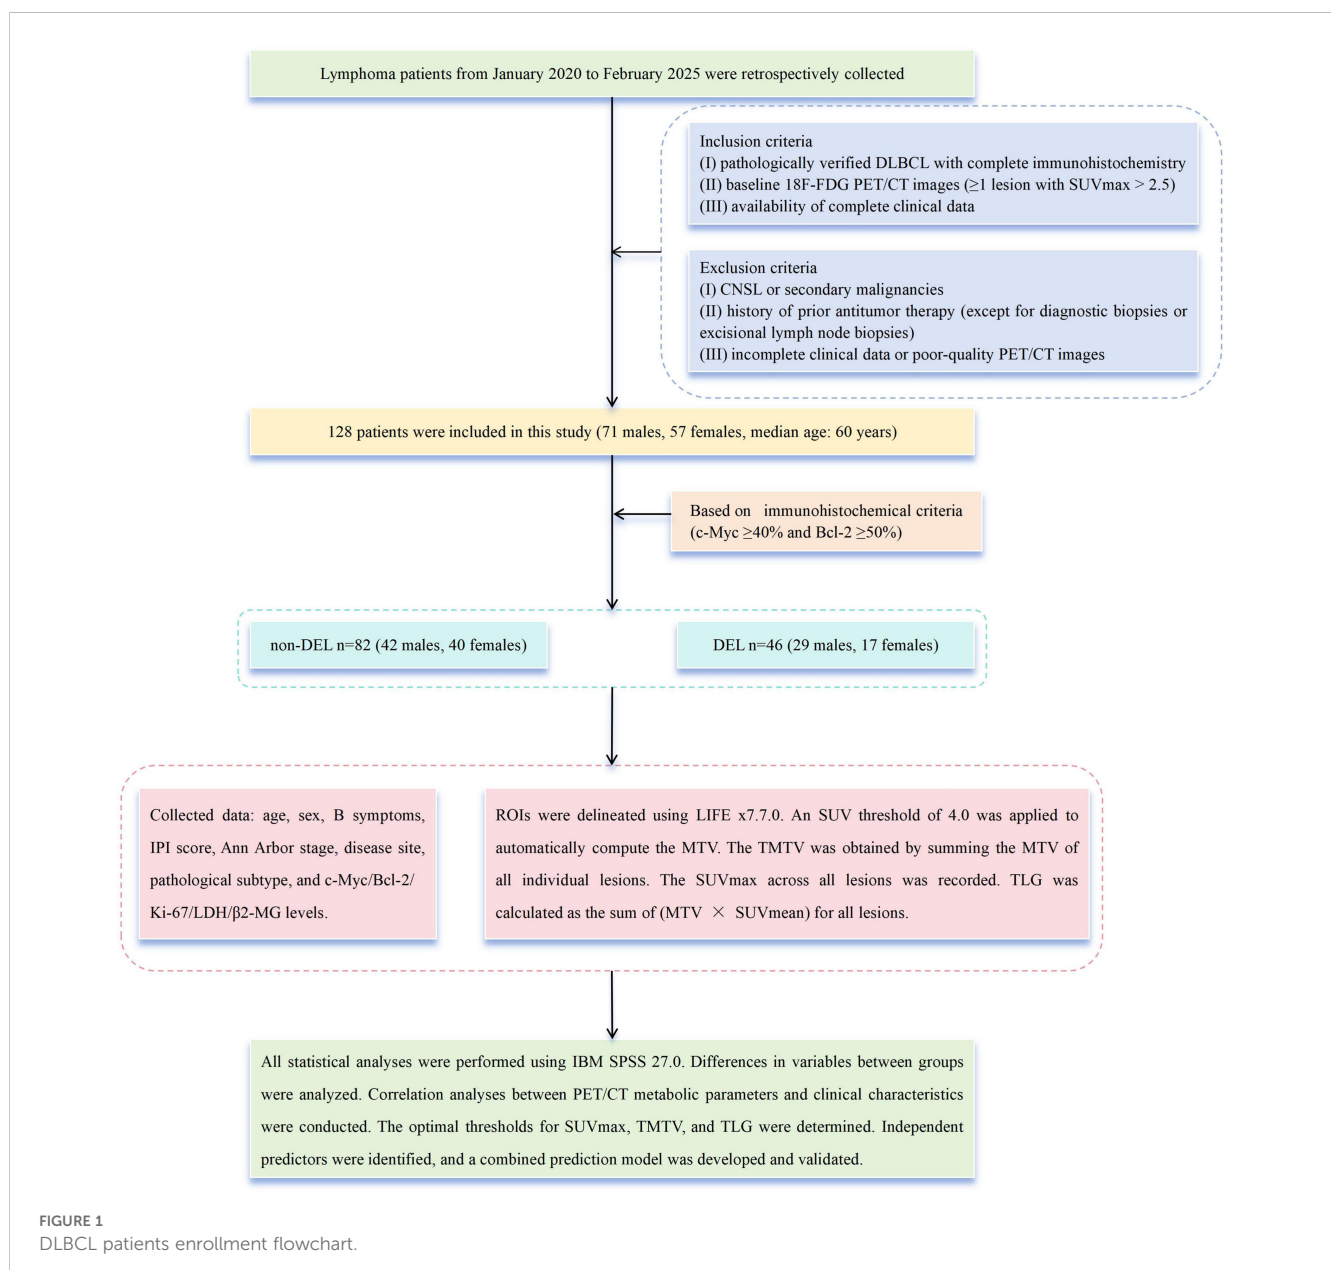 Lymphoma patients from January 2020 to February 2025 were retrospectively collected
Inclusion criteria
(I) pathologically verified DLBCL with complete immunohistochemistry
(II) baseline 18F-FDG PET/CT images (≥1 lesion with SUVmax > 2.5)
(III) availability of complete clinical data
Exclusion criteria
(I) CNSL or secondary malignancies
(II) history of prior antitumor therapy (except for diagnostic biopsies or
excisional lymph node biopsies)
(III) incomplete clinical data or poor-quality PET/CT images
128 patients were included in this study (71 males, 57 females, median age: 60 years)
Based on immunohistochemical criteria
(c-Myc ≥40% and Bcl-2 ≥50%)
non-DEL n=82 (42 males, 40 females)
DEL n=46 (29 males, 17 females)
Collected data: age, sex, B symptoms,
IPI score, Ann Arbor stage, disease site,
pathological subtype, and c-Myc/Bcl-2/
Ki-67/LDH/β2-MG levels.
ROIs were delineated using LIFE x7.7.0. An SUV threshold of 4.0 was applied to
automatically compute the MTV. The TMTV was obtained by summing the MTV of
all individual lesions. The SUVmax across all lesions was recorded. TLG was
calculated as the sum of (MTV × SUVmean) for all lesions.
All statistical analyses were performed using IBM SPSS 27.0. Differences in variables between groups
were analyzed. Correlation analyses between PET/CT metabolic parameters and clinical characteristics
were conducted. The optimal thresholds for SUVmax, TMTV, and TLG were determined. Independent
predictors were identified, and a combined prediction model was developed and validated.
FIGURE 1
DLBCL patients enrollment flowchart.